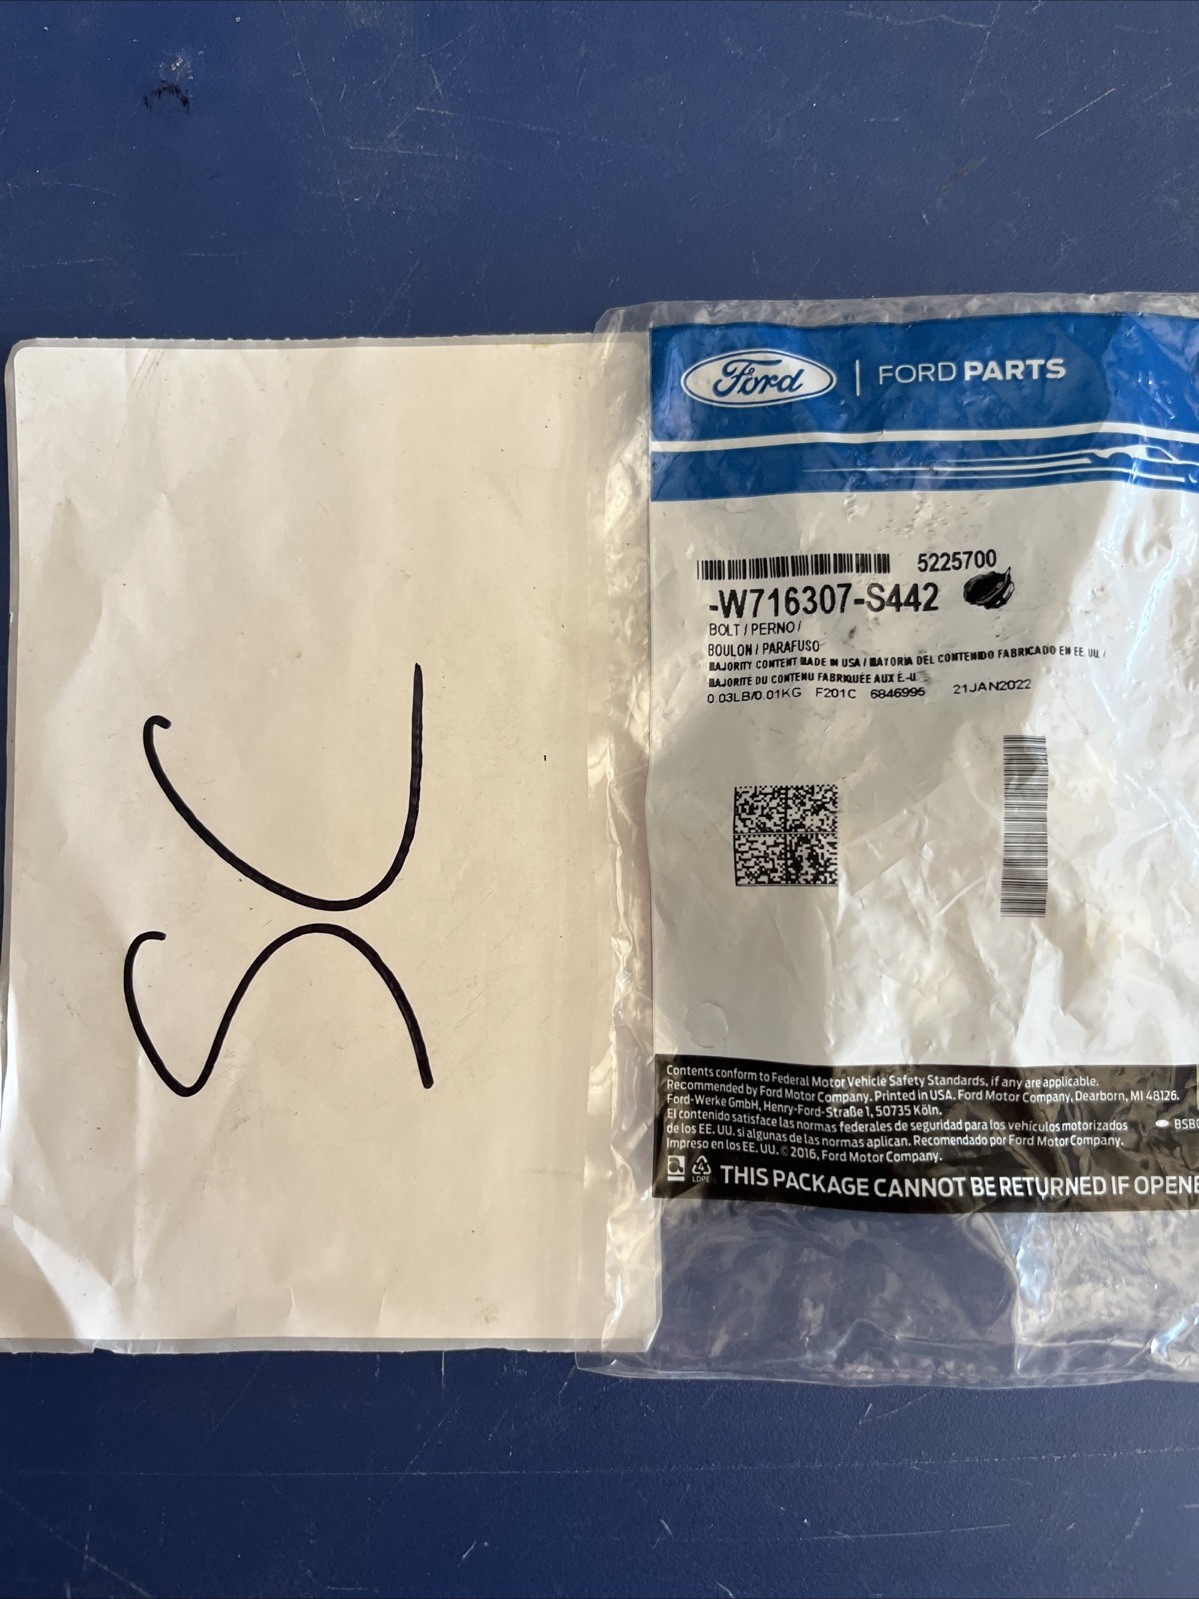 SC
Ford | FORD PARTS
5225700
-W716307-S442
BOLT / PERNO /
BOULON / PARAFUSO
MAJORITY CONTENT MADE IN USA / MAYORIA DEL CONTENIDO FABRICADO EN EE. UU. /
MAJORITÉ DU CONTENU FABRIQUÉE AUX É.-U.
0.03LB/0.01KG F201C 6846995 21JAN2022
Contents conform to Federal Motor Vehicle Safety Standards, if any are applicable.
Recommended by Ford Motor Company. Printed in USA. Ford Motor Company, Dearborn, MI 48126.
Ford-Werke GmbH, Henry-Ford-Straße 1, 50735 Köln.
El contenido satisface las normas federales de seguridad para los vehículos motorizados
de los EE. UU. si algunas de las normas aplican. Recomendado por Ford Motor Company.
Impreso en los EE. UU. © 2016, Ford Motor Company.
LDPE
4
THIS PACKAGE CANNOT BE RETURNED IF OPENE